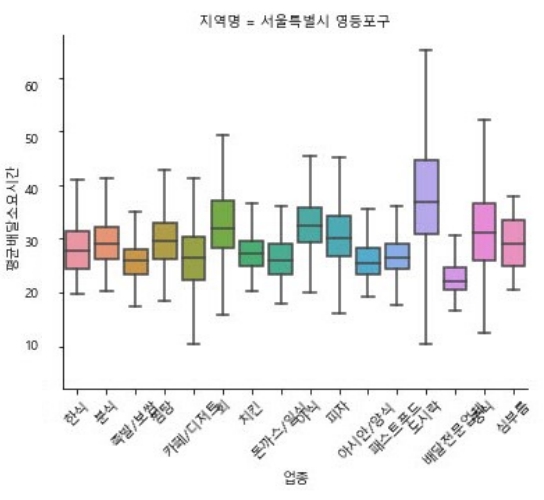 지역명 = 서울특별시 영등포구
평균배달소요시간
60
50
40
30
20
10
한식
분식
족발/보쌈
찜탕
카페/디저트
회
치킨
돈까스/일식
피자
아시안/양식
패스트푸드
도시락
배달전문업체
심부름
업종